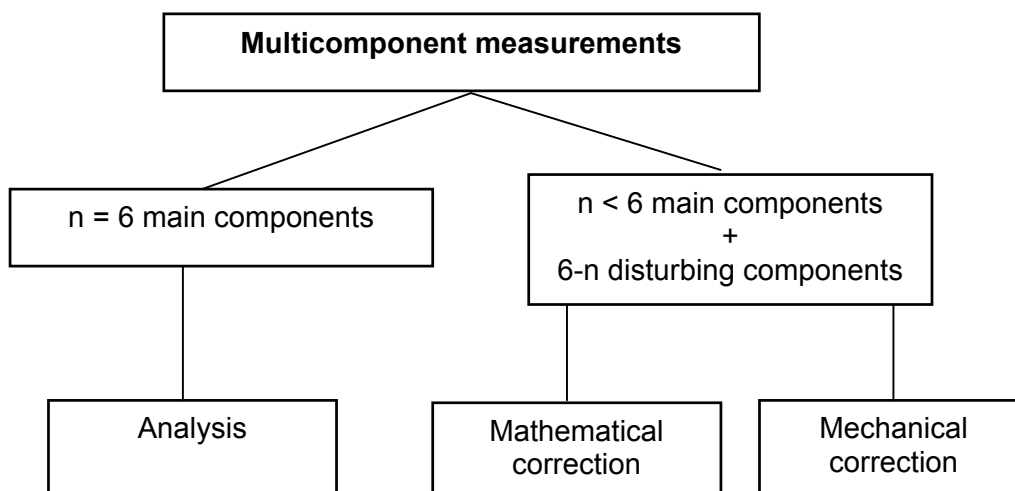 Multicomponent measurements
n = 6 main components
n < 6 main components
+
6-n disturbing components
Analysis
Mathematical
correction
Mechanical
correction